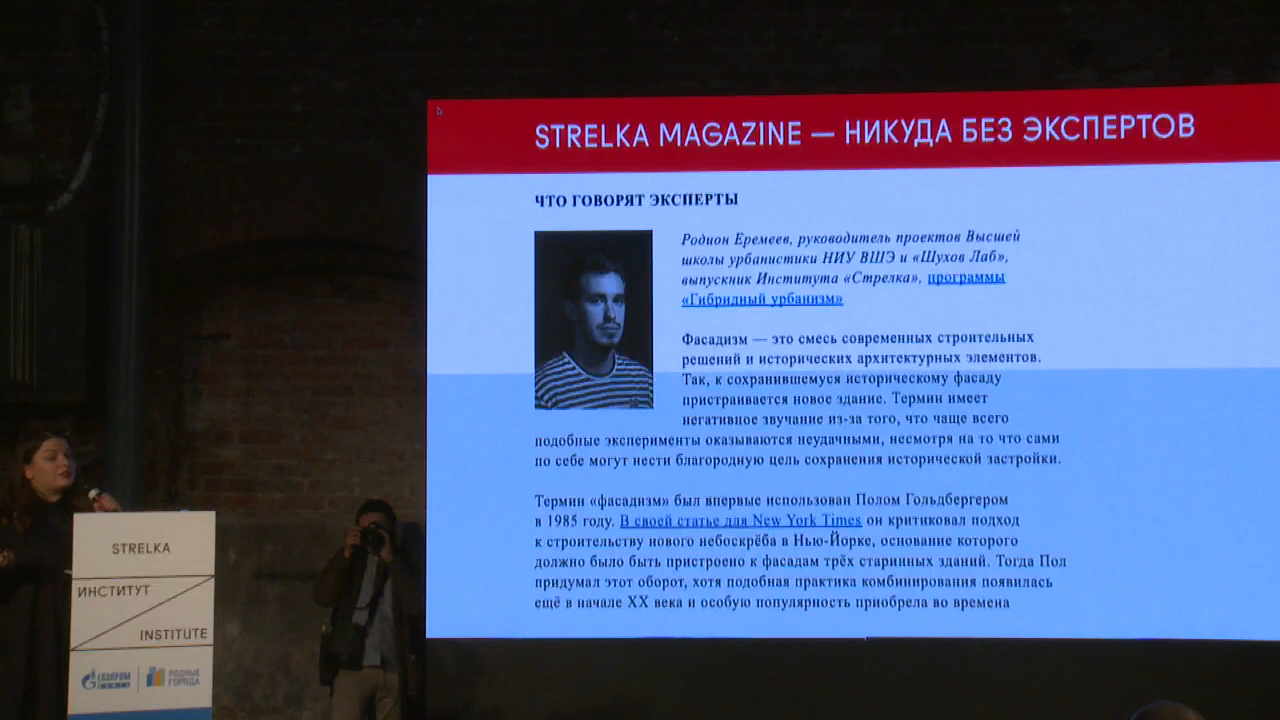 STRELKA MAGAZINE — НИКУДА БЕЗ ЭКСПЕРТОВ
ЧТО ГОВОРЯТ ЭКСПЕРТЫ
Родион Еремеев, руководитель проектов Высшей
школы урбанистики НИУ ВШЭ и «Шухов Лаб»,
выпускник Института «Стрелка», программы
«Гибридный урбанизм»
Фасадизм — это смесь современных строительных
решений и исторических архитектурных элементов.
Так, к сохранившемуся историческому фасаду
пристраивается новое здание. Термин имеет
негативное звучание из-за того, что чаще всего
подобные эксперименты оказываются неудачными, несмотря на то что сами
по себе могут нести благородную цель сохранения исторической застройки.
Термин «фасадизм» был впервые использован Полом Гольдбергером
в 1985 году. В своей статье для New York Times он критиковал подход
к строительству нового небоскрёба в Нью-Йорке, основание которого
должно было быть пристроено к фасадам трёх старинных зданий. Тогда Пол
придумал этот оборот, хотя подобная практика комбинирования появилась
ещё в начале XX века и особую популярность приобрела во времена
STRELKA
ИНСТИТУТ
INSTITUTE
ГАЗПРОМ
НЕФТЬ
РОДНЫЕ
ГОРОДА